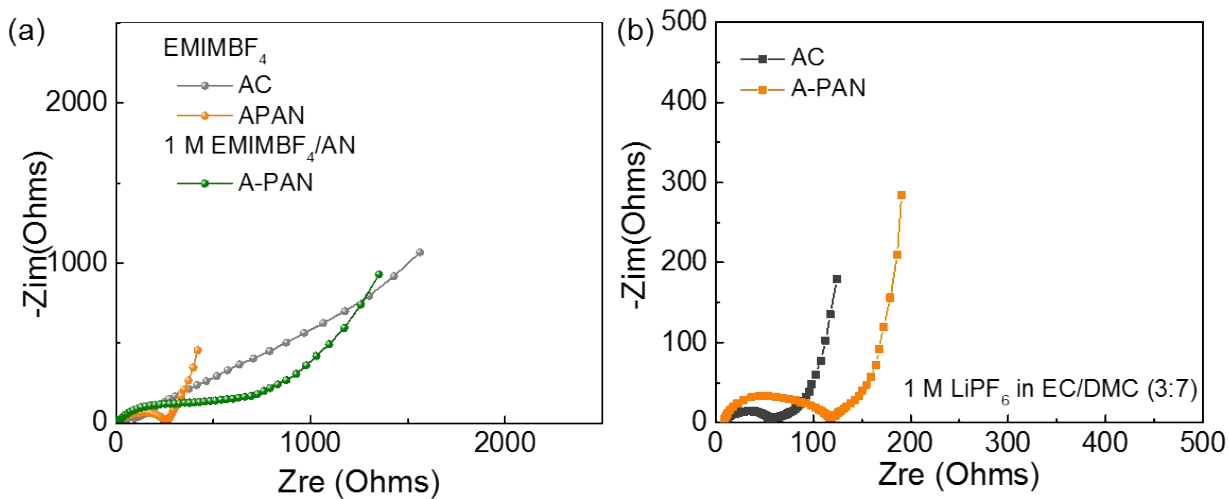 (a)
EMIMBF₄
AC
APAN
1 M EMIMBF₄/AN
A-PAN
2000
1000
0
-Zim(Ohms)
0
1000
2000
Zre (Ohms)
(b)
AC
A-PAN
500
400
300
200
100
0
-Zim(Ohms)
1 M LiPF₆ in EC/DMC (3:7)
0
100
200
300
400
500
Zre (Ohms)